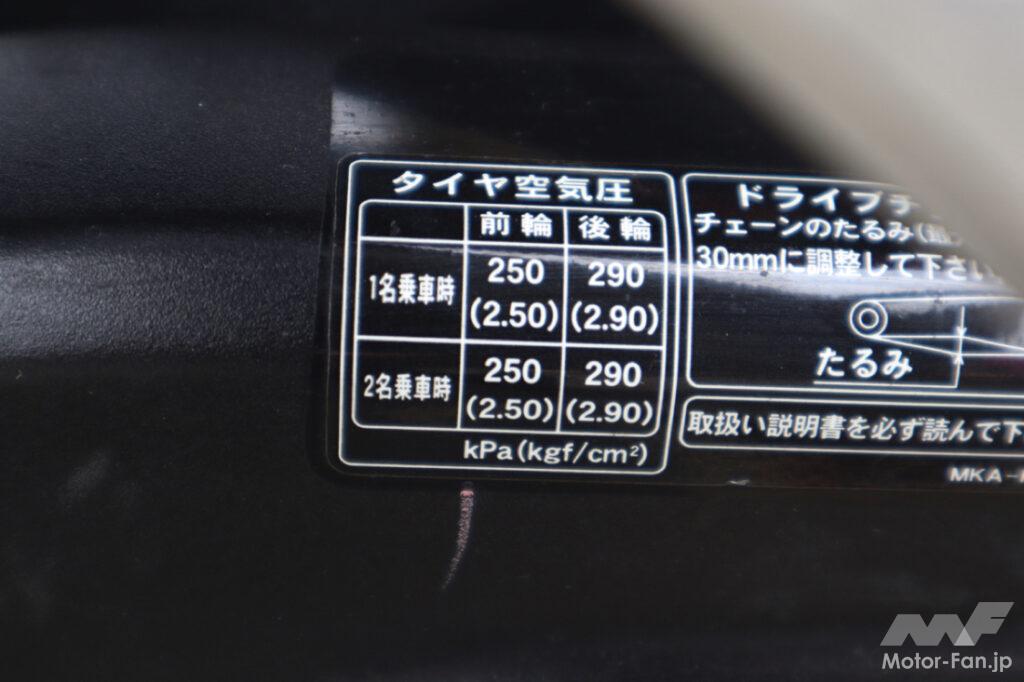 タイヤ空気圧
前輪 後輪
1名乗車時 250 (2.50) 290 (2.90)
2名乗車時 250 (2.50) 290 (2.90)
kPa(kgf/cm²)
ドライブチ
チェーンのたるみ
30mmに調整して下さい
たるみ
取扱い説明書を必ず読んで下
MKA-
MF
Motor-Fan.jp